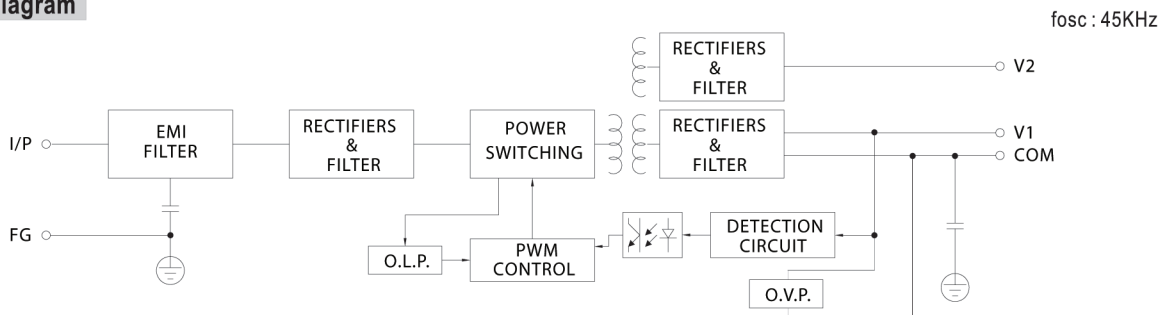 fosc : 45KHz
RECTIFIERS
&
FILTER
V2
I/P
EMI
FILTER
RECTIFIERS
&
FILTER
POWER
SWITCHING
RECTIFIERS
&
FILTER
V1
COM
FG
O.L.P.
PWM
CONTROL
DETECTION
CIRCUIT
O.V.P.